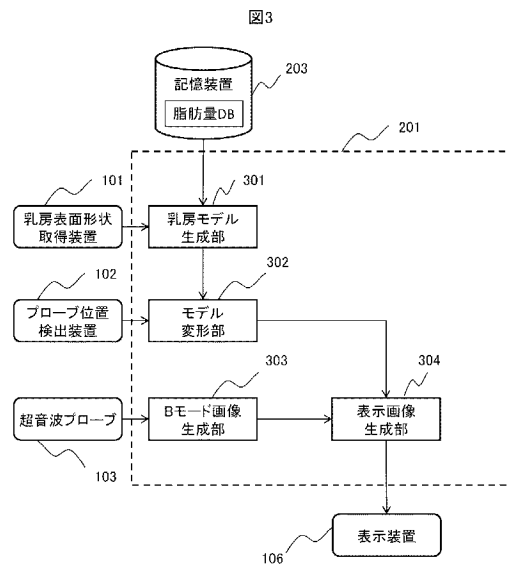 図3
記憶装置
脂肪量DB
203
201
101
301
乳房表面形状
取得装置
乳房モデル
生成部
102
302
プローブ位置
検出装置
モデル
変形部
303
304
超音波プローブ
Bモード画像
生成部
表示画像
生成部
103
表示装置
106